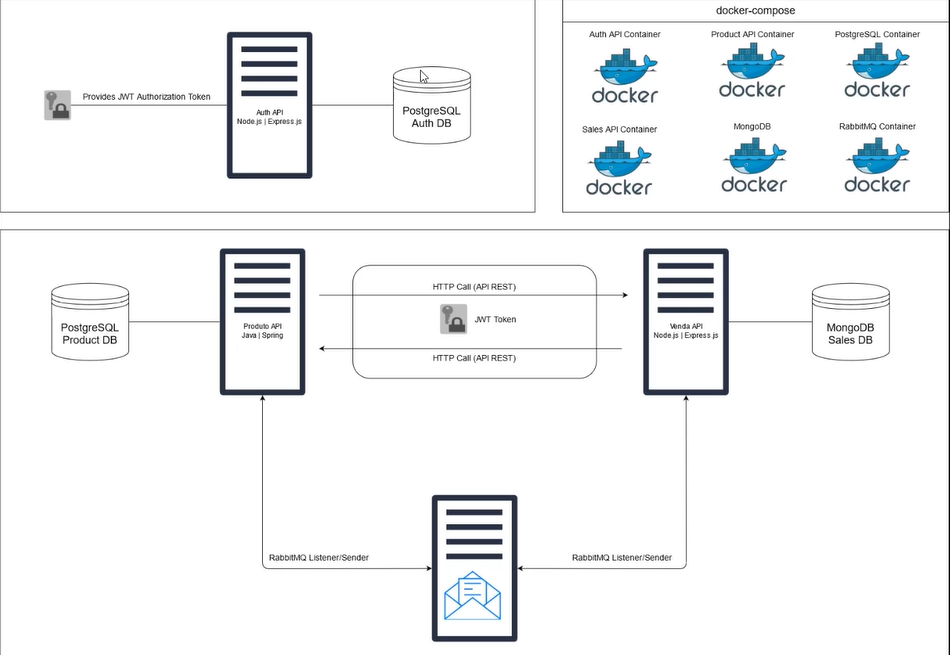 docker-compose
Auth API Container
Product API Container
PostgreSQL Container
docker
docker
docker
Sales API Container
MongoDB
RabbitMQ Container
docker
docker
docker
Provides JWT Authorization Token
Auth API
Node.js | Express.js
PostgreSQL
Auth DB
PostgreSQL
Product DB
Produto API
Java | Spring
HTTP Call (API REST)
JWT Token
HTTP Call (API REST)
Venda API
Node.js | Express.js
MongoDB
Sales DB
RabbitMQ Listener/Sender
RabbitMQ Listener/Sender